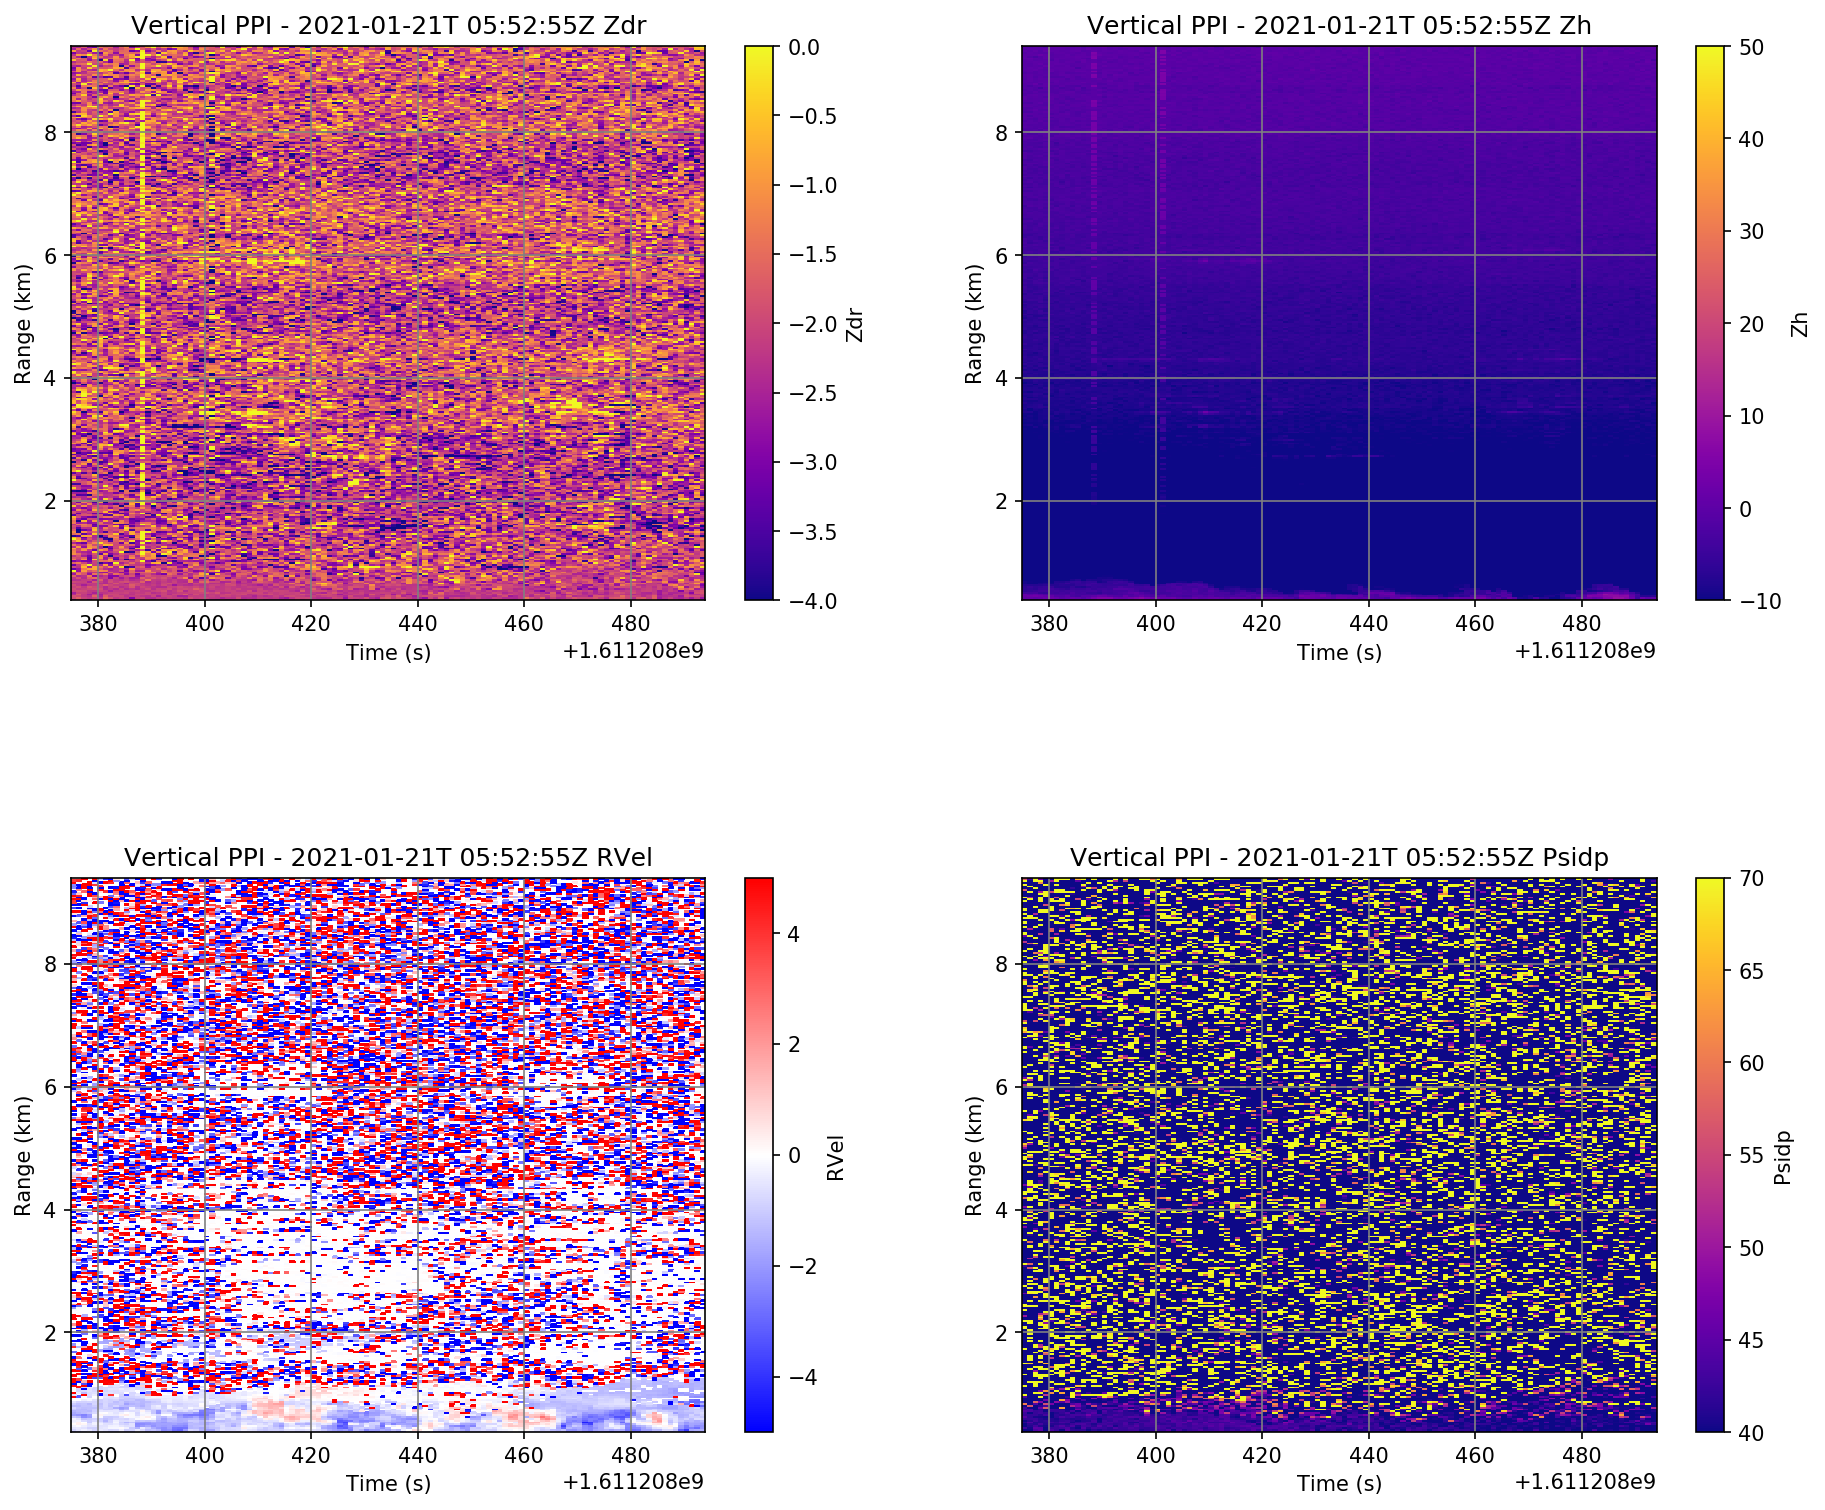 Vertical PPI - 2021-01-21T 05:52:55Z Zdr
Range (km)
8
6
4
2
380 400 420 440 460 480
Time (s)
+1.611208e9
0.0
−0.5
−1.0
−1.5
−2.0
−2.5
−3.0
−3.5
−4.0
Zdr
Vertical PPI - 2021-01-21T 05:52:55Z Zh
Range (km)
8
6
4
2
380 400 420 440 460 480
Time (s)
+1.611208e9
50
40
30
20
10
0
−10
Zh
Vertical PPI - 2021-01-21T 05:52:55Z RVel
Range (km)
8
6
4
2
380 400 420 440 460 480
Time (s)
+1.611208e9
4
2
0
−2
−4
RVel
Vertical PPI - 2021-01-21T 05:52:55Z Psidp
Range (km)
8
6
4
2
380 400 420 440 460 480
Time (s)
+1.611208e9
70
65
60
55
50
45
40
Psidp